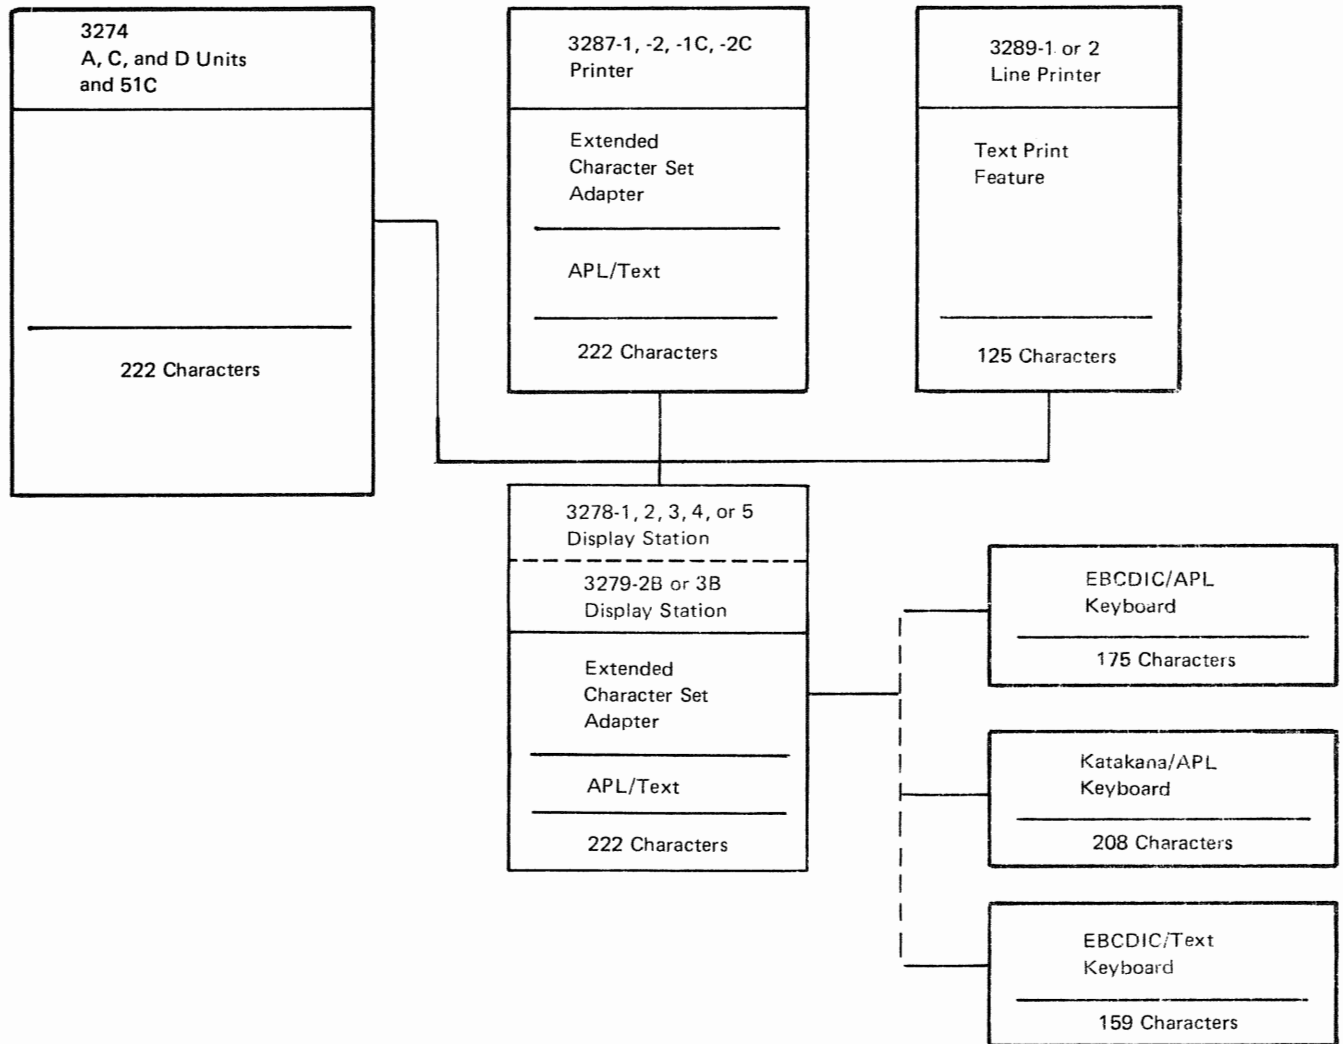 3274
A, C, and D Units
and 51C
222 Characters
3287-1, -2, -1C, -2C
Printer
Extended
Character Set
Adapter
APL/Text
222 Characters
3289-1 or 2
Line Printer
Text Print
Feature
125 Characters
3278-1, 2, 3, 4, or 5
Display Station
3279-2B or 3B
Display Station
Extended
Character Set
Adapter
APL/Text
222 Characters
EBCDIC/APL
Keyboard
175 Characters
Katakana/APL
Keyboard
208 Characters
EBCDIC/Text
Keyboard
159 Characters